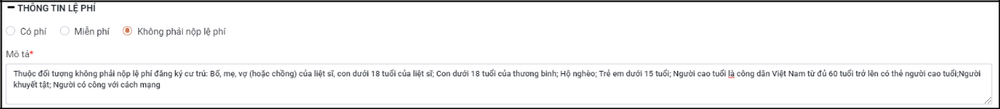 THÔNG TIN LỆ PHÍ
Có phí Miễn phí Không phải nộp lệ phí
Mô tả*
Thuộc đối tượng không phải nộp lệ phí đăng ký cư trú: Bố, mẹ, vợ (hoặc chồng) của liệt sĩ, con dưới 18 tuổi của liệt sĩ; Con dưới 18 tuổi của thương binh; Hộ nghèo; Trẻ em dưới 15 tuổi; Người cao tuổi là công dân Việt Nam từ đủ 60 tuổi trở lên có thẻ người cao tuổi;Người
khuyết tật; Người có công với cách mạng